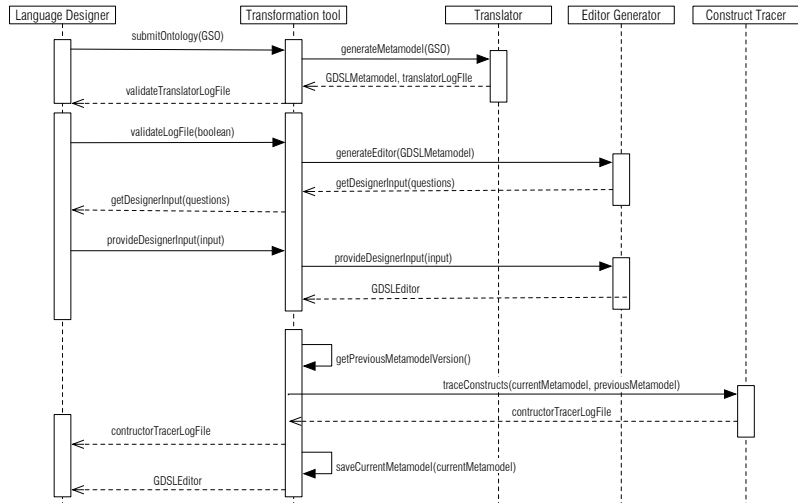 Language Designer
Transformation tool
Translator
Editor Generator
Construct Tracer
submitOntology(GSO)
generateMetamodel(GSO)
GDSLMetamodel, translatorLogFIle
validateTranslatorLogFile
validateLogFile(boolean)
generateEditor(GDSLMetamodel)
getDesignerInput(questions)
getDesignerInput(questions)
provideDesignerInput(input)
provideDesignerInput(input)
GDSLEditor
getPreviousMetamodelVersion()
traceConstructs(currentMetamodel, previousMetamodel)
contructorTracerLogFile
contructorTracerLogFile
saveCurrentMetamodel(currentMetamodel)
GDSLEditor